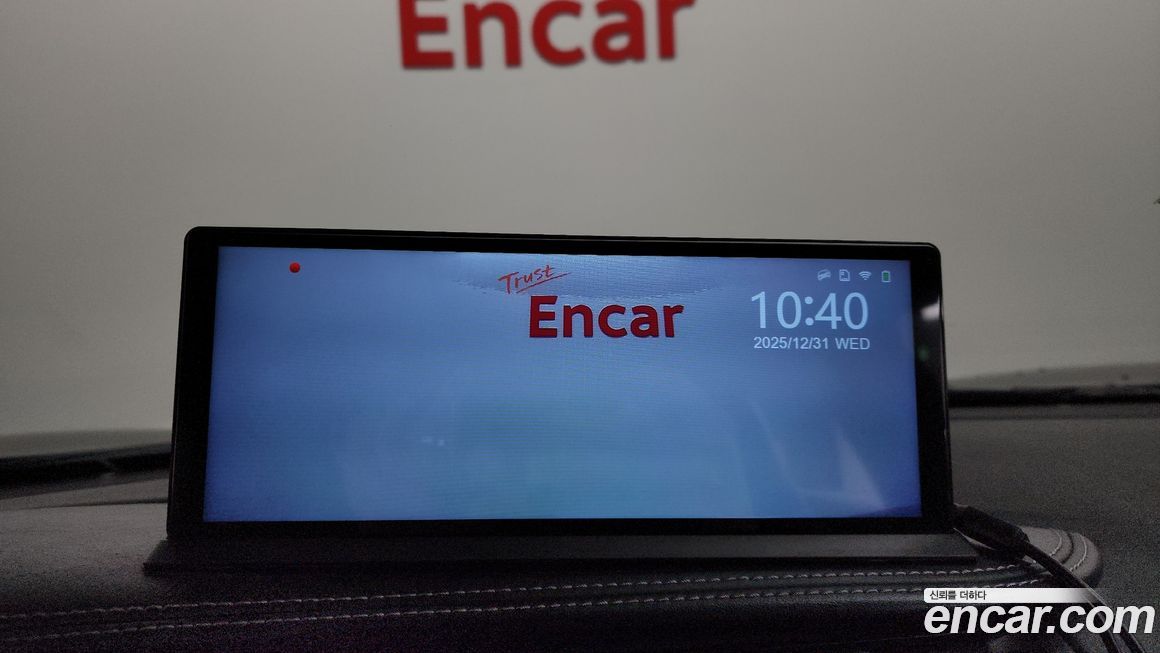 Encar
Trust
Encar
10:40
2025/12/31 WED
신뢰를 더하다
encar.com